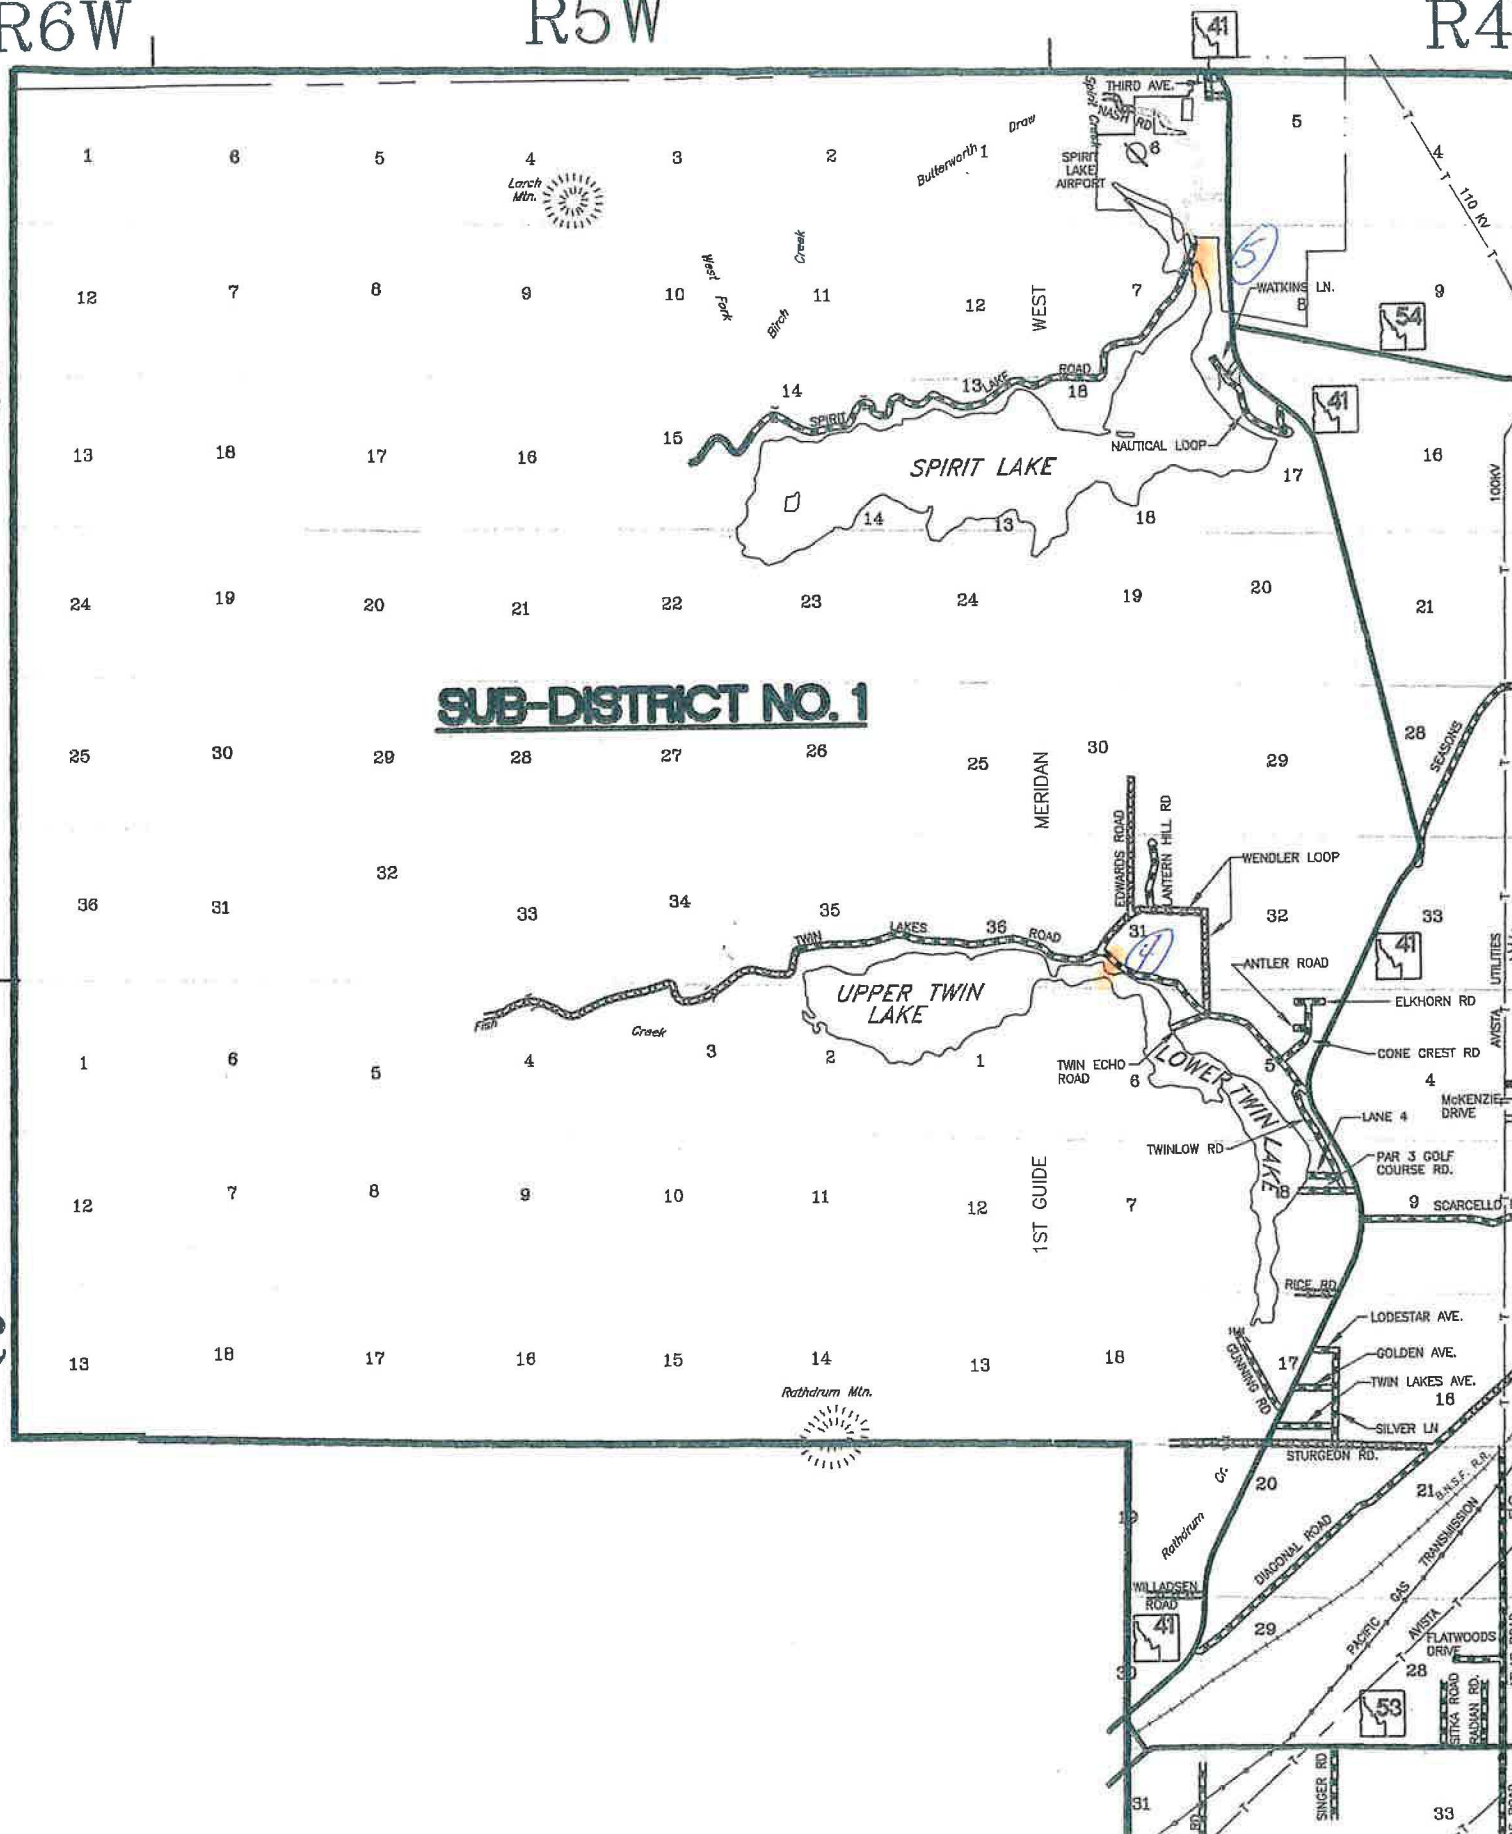 R6W R5W R4
41
THIRD AVE.
Spirit Creek
NASH RD
5
Draw
1 6 5 4 3 2 Butterworth 1 6 4
SPIRIT
LAKE
AIRPORT
Larch
Mtn.
110 KV
T
West Fork
Birch Creek
5
12 7 8 9 10 11 12 7 8 9
WEST
WATKINS LN.
54
14 13 18
SPIRIT LAKE ROAD
41
NAUTICAL LOOP
13 18 17 16 15 16
SPIRIT LAKE
17
100KV
14 13 18
24 19 20 21 22 23 24 19 20 21
SUB-DISTRICT NO. 1
28
SEASONS
25 30 29 28 27 26 25 30 29
MERIDAN
EDWARDS ROAD
LANTERN HILL RD
WENDLER LOOP
32
36 31 33 34 35 36 31 32 33
TWIN LAKES ROAD
41
UTILITIES
ANTLER ROAD
UPPER TWIN
LAKE
ELKHORN RD
Fish Creek
AVISTA
CONE CREST RD
1 6 5 4 3 2 1 6 5 4
TWIN ECHO
ROAD
LOWER TWIN LAKE
McKENZIE
DRIVE
LANE 4
TWINLOW RD
PAR 3 GOLF
COURSE RD.
12 7 8 9 10 11 12 7 8 9
1ST GUIDE
SCARCELLO
RICE RD
LODESTAR AVE.
GOLDEN AVE.
TWIN LAKES AVE.
GUNNING RD
13 18 17 16 15 14 13 18 17 16
Rathdrum Mtn.
SILVER LN
STURGEON RD.
20 21
B.N.S.F. R.R.
Rathdrum Cr.
19
DIAGONAL ROAD
PACIFIC GAS TRANSMISSION
WILLADSEN
ROAD
41
29
AVISTA
FLATWOODS
DRIVE
28
30
53
SITKA ROAD
RADIAN RD.
SINGER RD
31
RD
33